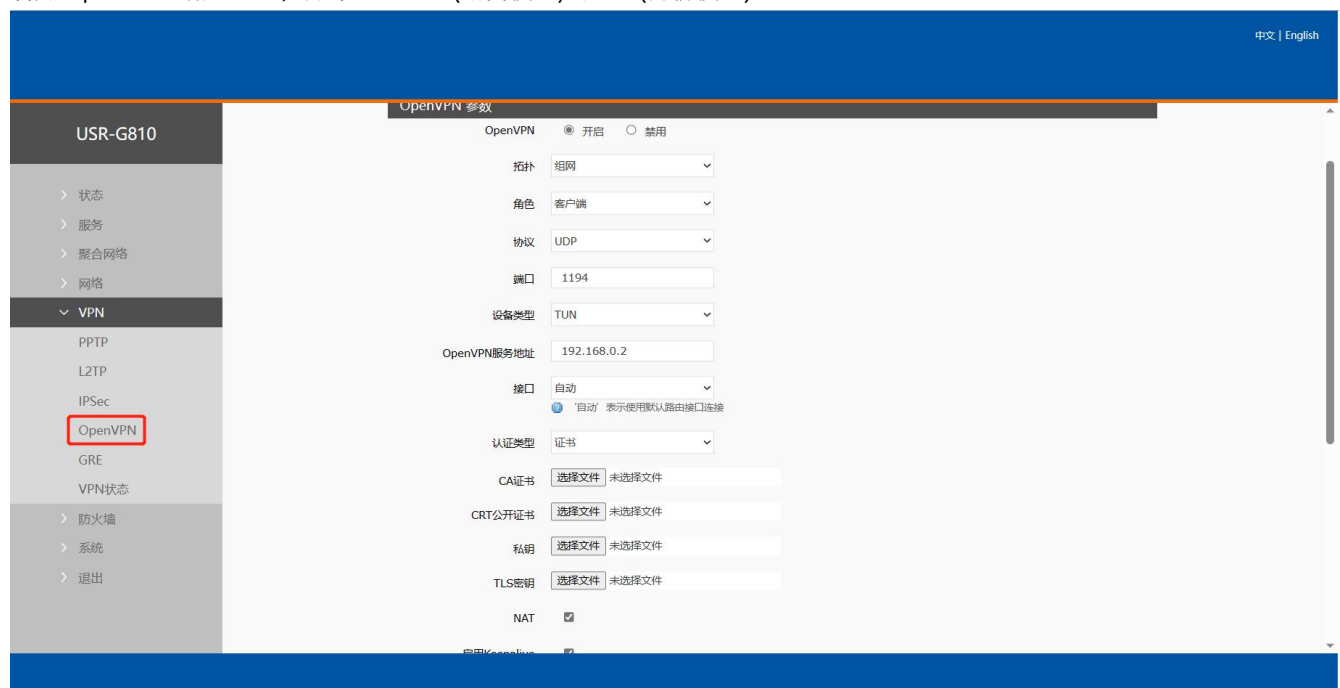 中文 | English
OpenVPN 参数
USR-G810
OpenVPN 开启 禁用
拓扑 组网
状态
角色 客户端
服务
协议 UDP
聚合网络
端口 1194
网络
VPN
设备类型 TUN
PPTP
OpenVPN服务地址 192.168.0.2
L2TP
接口 自动
IPSec
'自动' 表示使用默认路由接口连接
OpenVPN
认证类型 证书
GRE
CA证书 选择文件 未选择文件
VPN状态
CRT公开证书 选择文件 未选择文件
防火墙
私钥 选择文件 未选择文件
系统
TLS密钥 选择文件 未选择文件
退出
NAT